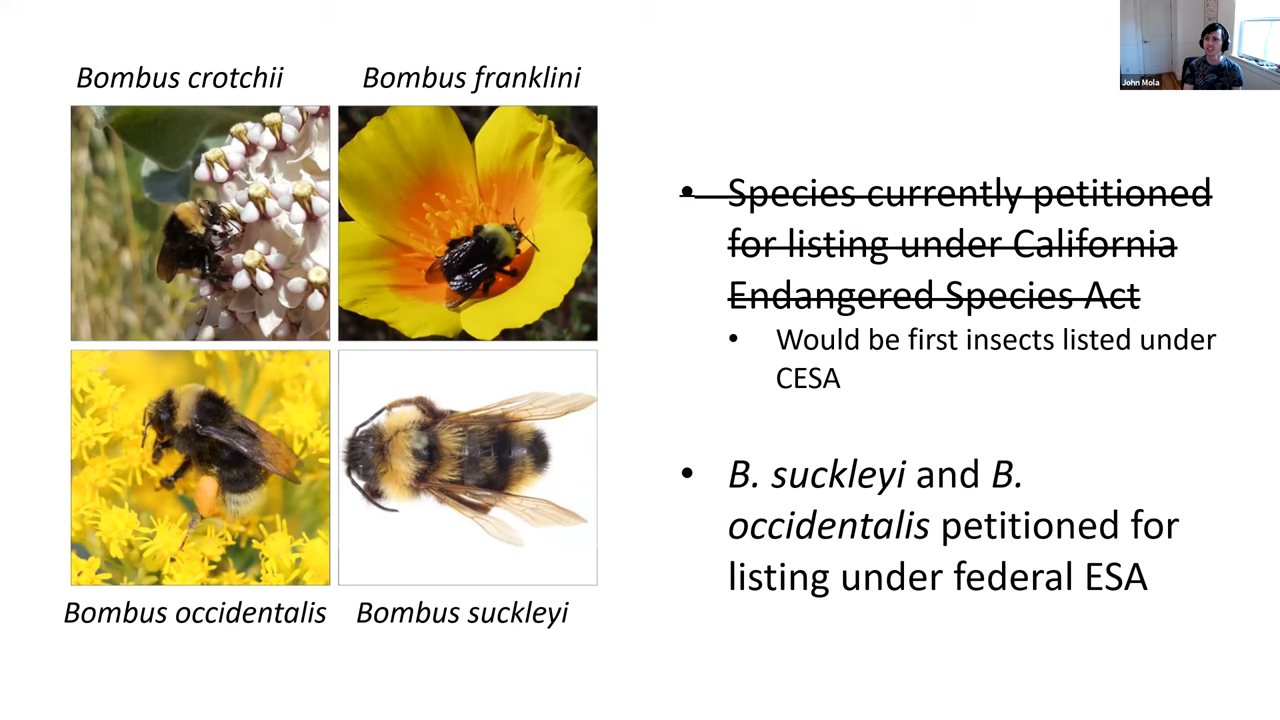 Bombus crotchii
Bombus franklini
John Mola
• Species currently petitioned
for listing under California
Endangered Species Act
• Would be first insects listed under
CESA
• B. suckleyi and B.
occidentalis petitioned for
listing under federal ESA
Bombus occidentalis
Bombus suckleyi